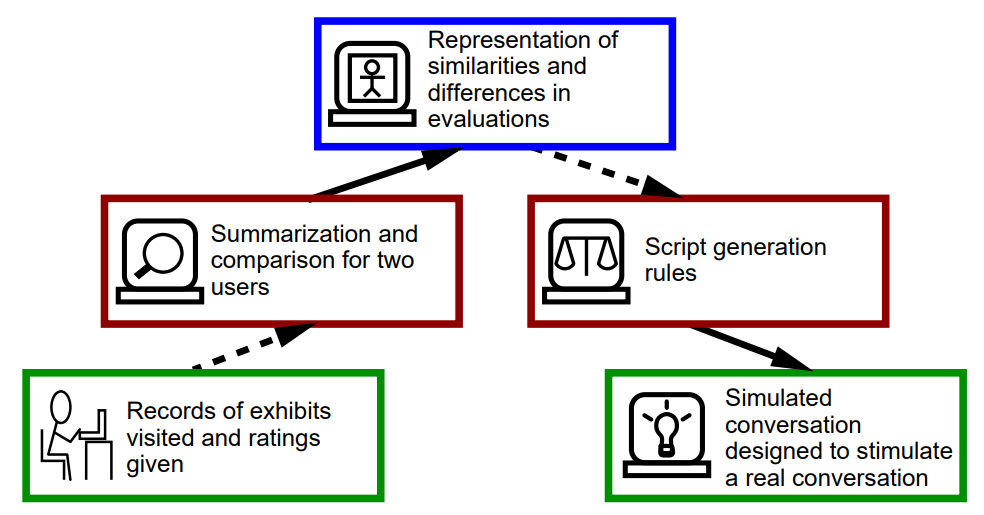 Representation of
similarities and
differences in
evaluations
Summarization and
comparison for two
users
Script generation
rules
Records of exhibits
visited and ratings
given
Simulated
conversation
designed to stimulate
a real conversation